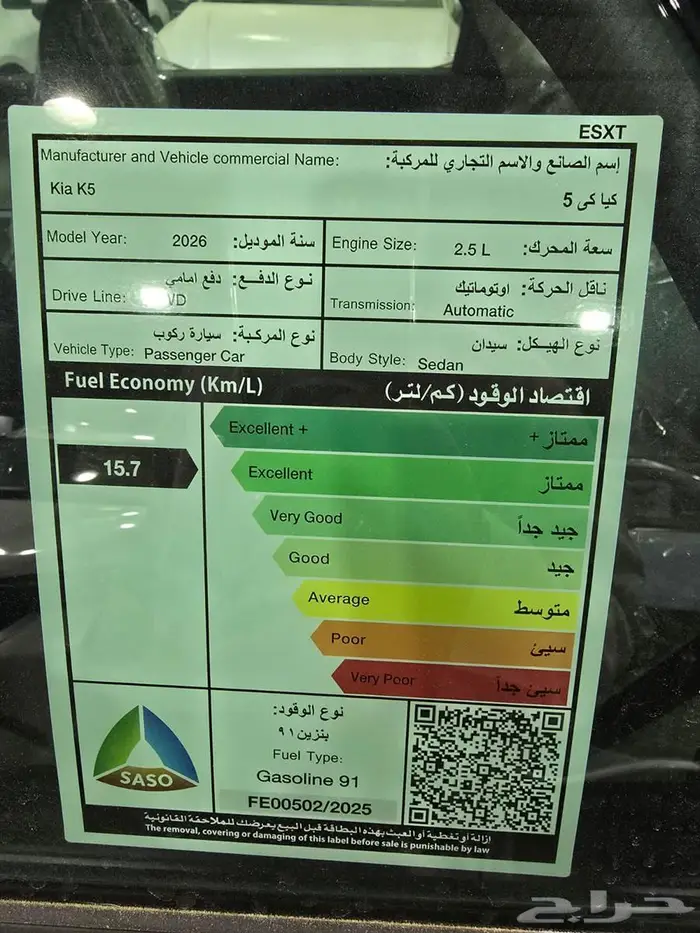 ESXT
Manufacturer and Vehicle commercial Name: إسم الصانع والاسم التجاري للمركبة:
Kia K5 كيا كى 5
Model Year: 2026 سنة الموديل: Engine Size: 2.5 L سعة المحرك:
نوع الدفع: دفع امامي ناقل الحركة: اوتوماتيك
Drive Line: Transmission: Automatic
نوع المركبة: سيارة ركوب نوع الهيكل: سيدان
Vehicle Type: Passenger Car Body Style: Sedan
Fuel Economy (Km/L) اقتصاد الوقود (كم/لتر)
Excellent + ممتاز +
15.7 Excellent ممتاز
Very Good جيد جداً
Good جيد
Average متوسط
Poor سيئ
Very Poor سيئ جداً
نوع الوقود:
بنزين ٩١
Fuel Type:
SASO
Gasoline 91
FE00502/2025
إزالة أو تغطية أو العبث بهذه البطاقة قبل البيع يعرضك للملاحقة القانونية
The removal, covering or damaging of this label before sale is punishable by law
حراج